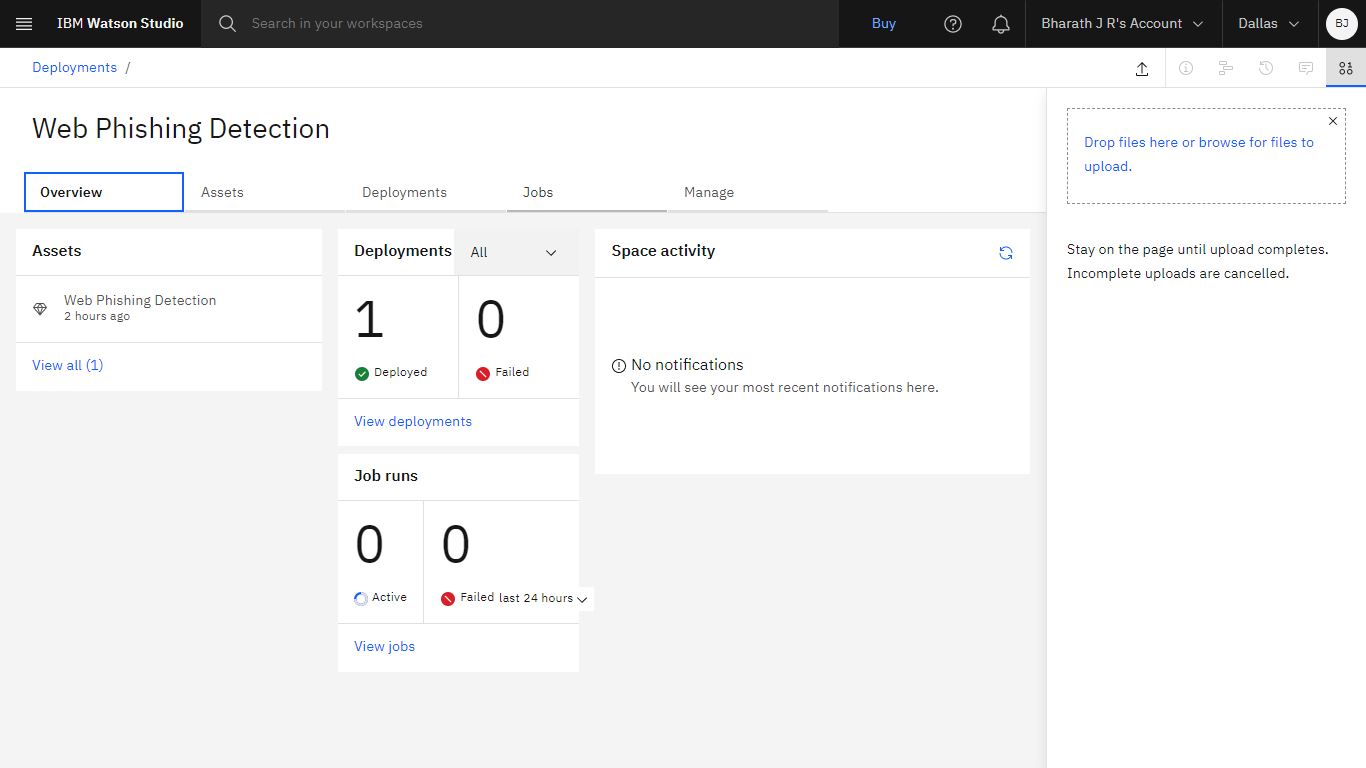 IBM Watson Studio
Search in your workspaces
Buy
Bharath J R's Account
Dallas
BJ
Deployments /
Web Phishing Detection
Overview
Assets
Deployments
Jobs
Manage
Assets
Web Phishing Detection
2 hours ago
View all (1)
Deployments
All
1
Deployed
0
Failed
View deployments
Job runs
0
Active
0
Failed last 24 hours
View jobs
Space activity
No notifications
You will see your most recent notifications here.
Drop files here or browse for files to
upload.
Stay on the page until upload completes.
Incomplete uploads are cancelled.